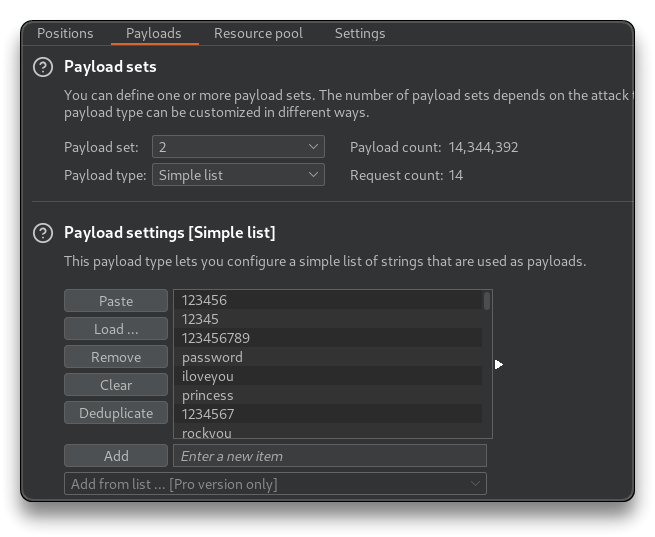 Positions Payloads Resource pool Settings
Payload sets
You can define one or more payload sets. The number of payload sets depends on the attack
payload type can be customized in different ways.
Payload set: 2 Payload count: 14,344,392
Payload type: Simple list Request count: 14
Payload settings [Simple list]
This payload type lets you configure a simple list of strings that are used as payloads.
Paste
Load ...
Remove
Clear
Deduplicate
123456
12345
123456789
password
iloveyou
princess
1234567
rockyou
Add Enter a new item
Add from list ... [Pro version only]